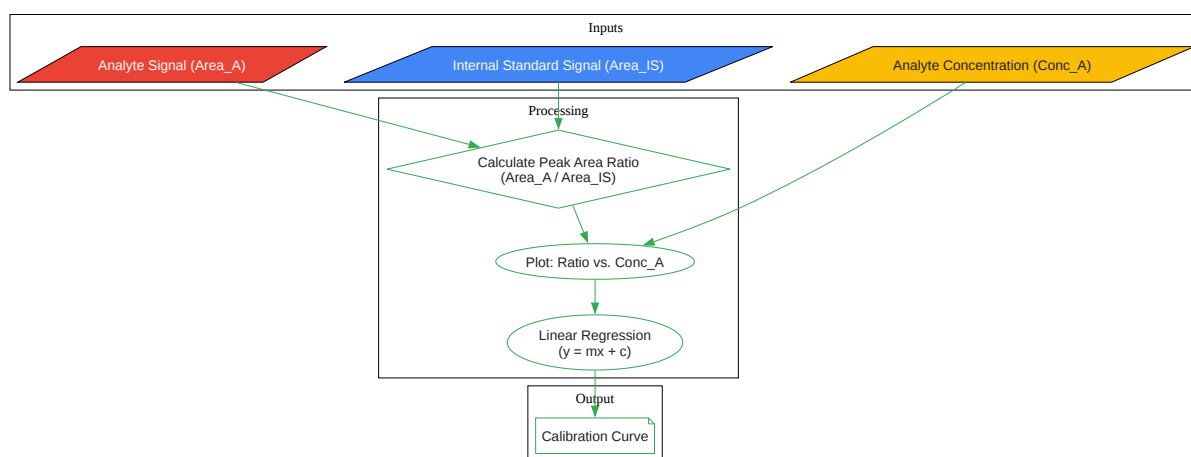 Inputs
Analyte Signal (Area_A)
Internal Standard Signal (Area_IS)
Analyte Concentration (Conc_A)
Processing
Calculate Peak Area Ratio
(Area_A / Area_IS)
Plot: Ratio vs. Conc_A
Linear Regression
(y = mx + c)
Output
Calibration Curve